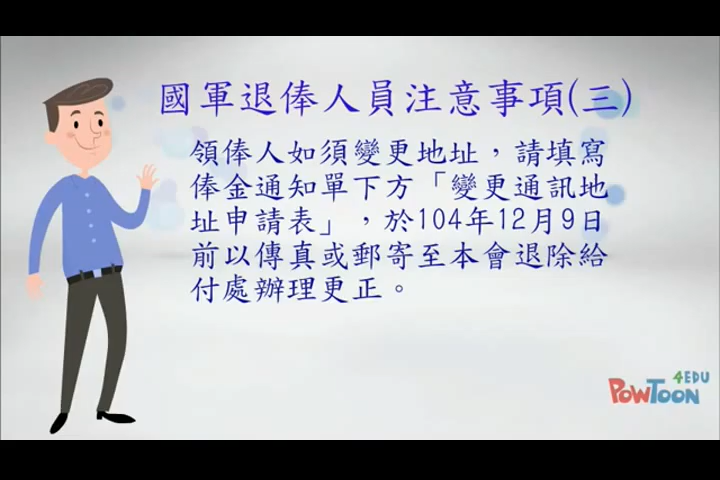 國軍退俸人員注意事項(三)
領俸人如須變更地址，請填寫
俸金通知單下方「變更通訊地
址申請表」，於104年12月9日
前以傳真或郵寄至本會退除給
付處辦理更正。
4EDU
POWTOON